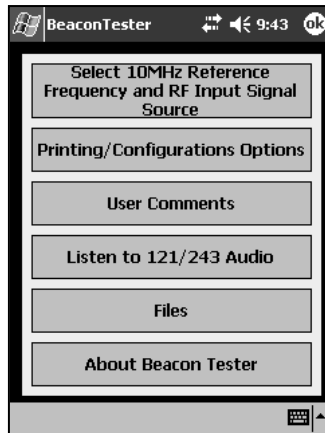 BeaconTester 9:43 ok
Select 10MHz Reference
Frequency and RF Input Signal
Source
Printing/Configurations Options
User Comments
Listen to 121/243 Audio
Files
About Beacon Tester